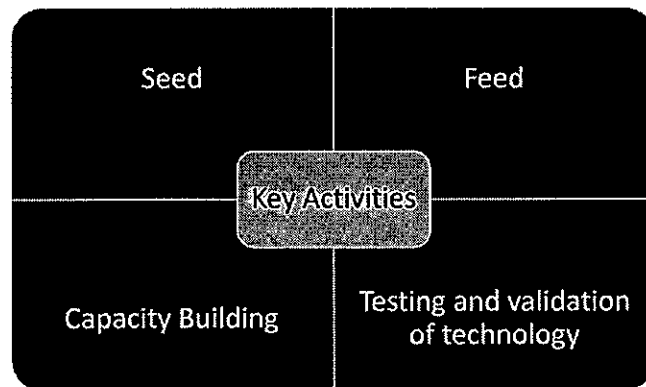 Seed
Feed
Key Activities
Capacity Building
Testing and validation
of technology